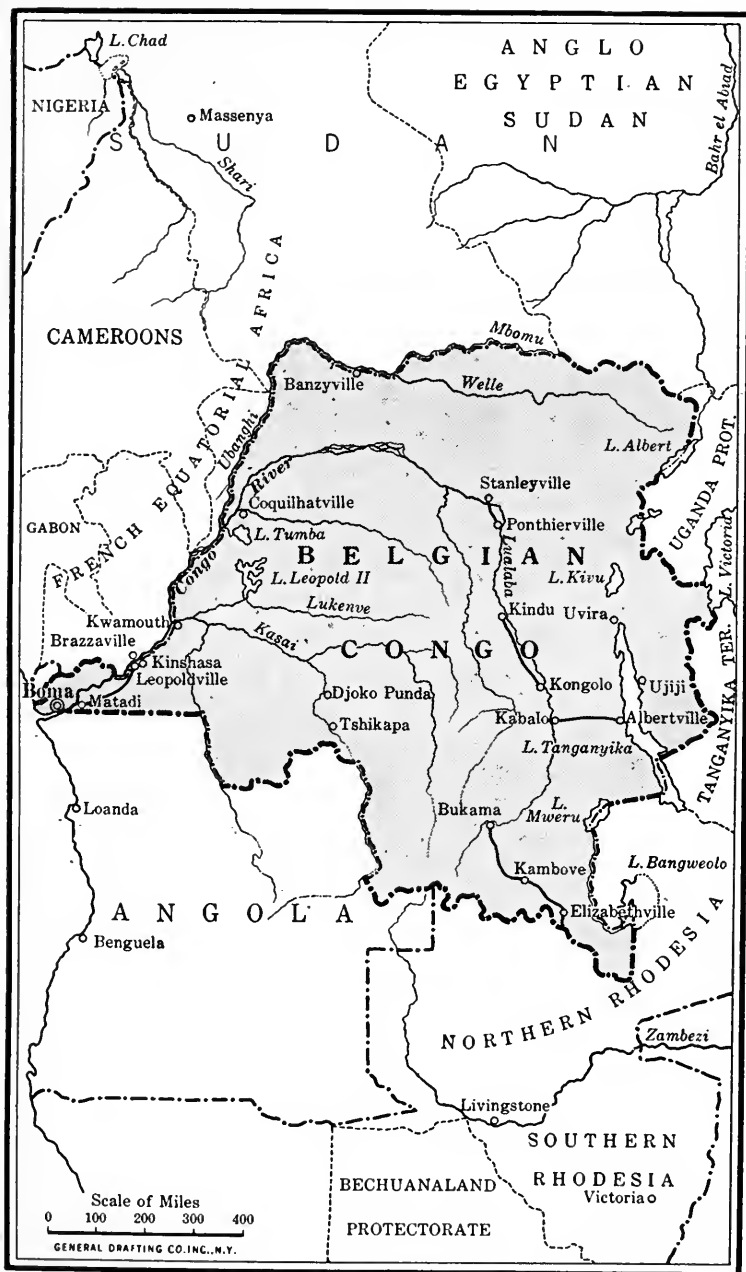 L. Chad
ANGLO
EGYPTIAN
SUDAN
Bahr el Abiad
NIGERIA
Massenya
SUDAN
Shari
CAMEROONS
FRENCH EQUATORIAL AFRICA
Mbomu
Banzyville
Welle
Ubanghi
L. Albert
UGANDA PROT.
River
Stanleyville
Coquilhatville
Ponthierville
GABON
L. Tumba
BELGIAN
L. Victoria
Congo
L. Leopold II
Lualaba
L. Kivu
Lukenve
Kwamouth
Kindu
Uvira
Brazzaville
Kasai
CONGO
Kinshasa
Leopoldville
Boma
Matadi
Djoko Punda
Kongolo
Ujiji
TANGANYIKA TER.
Tshikapa
Kabalo
Albertville
L. Tanganyika
Loanda
Bukama
L.
Mweru
Kambove
L. Bangweolo
ANGOLA
Elizabethville
Benguela
NORTHERN RHODESIA
Zambezi
Livingstone
SOUTHERN
RHODESIA
BECHUANALAND
PROTECTORATE
Victoria
Scale of Miles
0 100 200 300 400
GENERAL DRAFTING CO.INC.,N.Y.